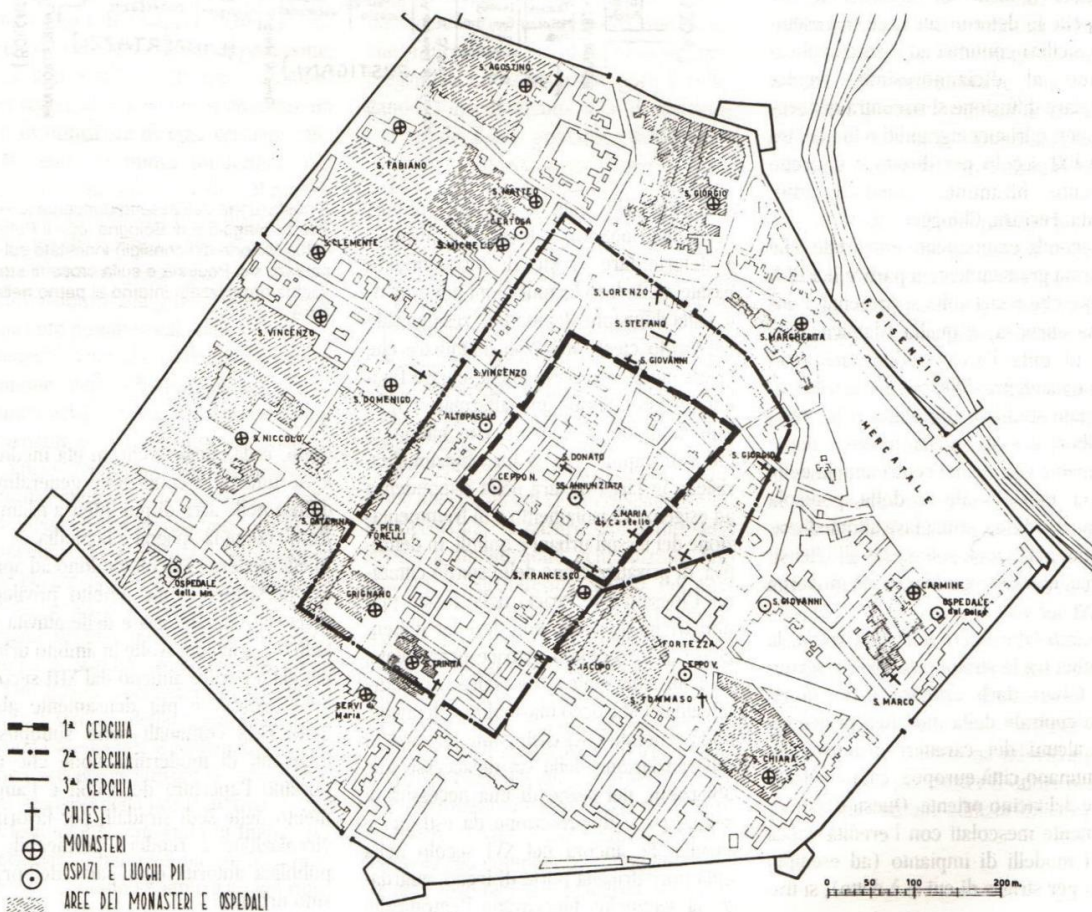 S. AGOSTINO
S. FABIANO
S. MATTEO
CERTOSA
S. MICHELE
S. GIORGIO
S. CLEMENTE
S. LORENZO
S. STEFANO
S. GIOVANNI
S. MARGHERITA
F. BISENZIO
S. VINCENZO
S. VINCENZO
S. DOMENICO
ALTOPASCIO
MERCATALE
S. NICCOLO
S. DONATO
S. GIORGIO
CEPPO N.
SS. ANNUNZIATA
S. MARIA
di Castello
S. CATERINA
S. PIER
FORELLI
S. FRANCESCO
OSPEDALE
della Mis.
GRIGNANO
S. GIOVANNI
CARMINE
OSPEDALE
del Dolce
FORTEZZA
S. TRINITA
S. JACOPO
CEPPO V.
SERVI di
Maria
TOMMASO
S. MARCO
S. CHIARA
1ª CERCHIA
2ª CERCHIA
3ª CERCHIA
CHIESE
MONASTERI
OSPIZI E LUOGHI PII
AREE DEI MONASTERI E OSPEDALI
0 50 100 200 m.